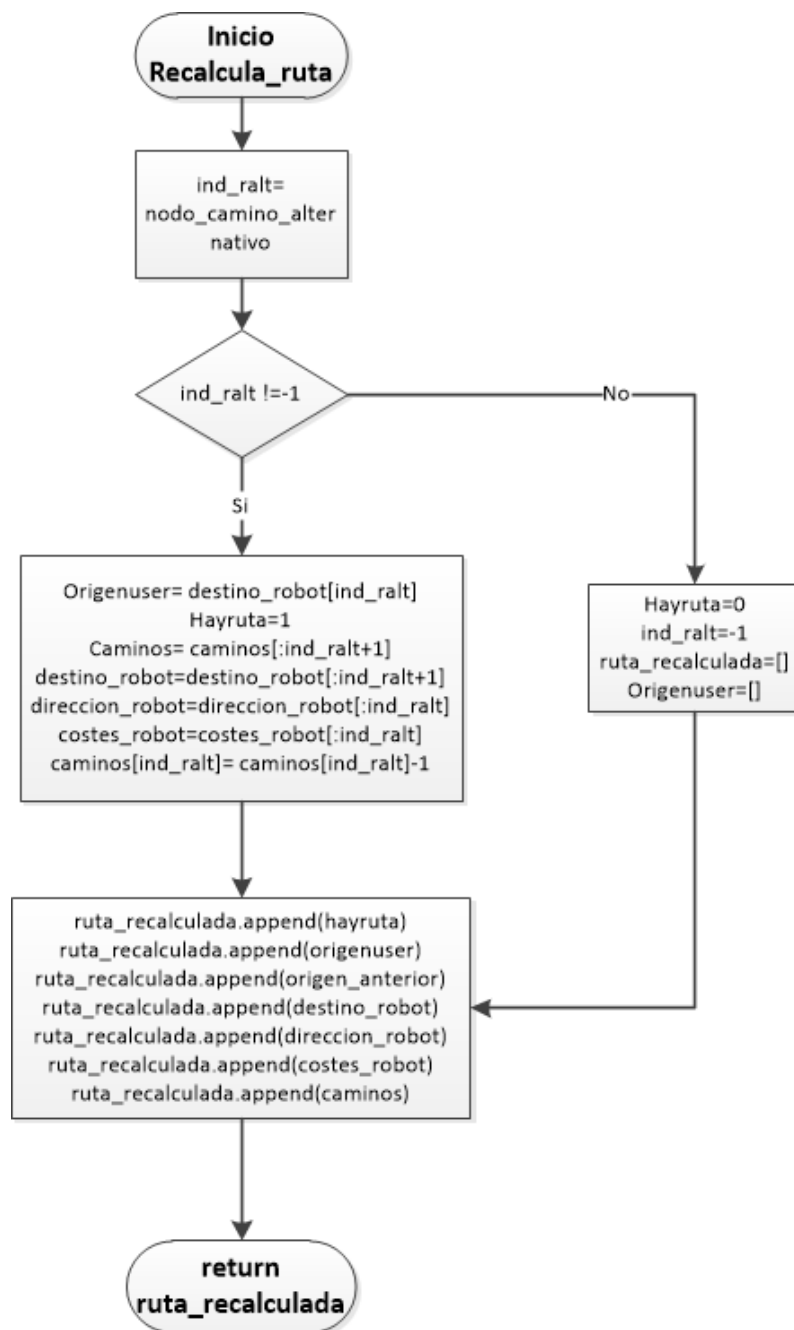 Inicio
Recalcula_ruta
ind_ralt=
nodo_camino_alter
nativo
ind_ralt !=-1
No
Si
Origenuser= destino_robot[ind_ralt]
Hayruta=1
Caminos= caminos[:ind_ralt+1]
destino_robot=destino_robot[:ind_ralt+1]
direccion_robot=direccion_robot[:ind_ralt]
costes_robot=costes_robot[:ind_ralt]
caminos[ind_ralt]= caminos[ind_ralt]-1
Hayruta=0
ind_ralt=-1
ruta_recalculada=[]
Origenuser=[]
ruta_recalculada.append(hayruta)
ruta_recalculada.append(origenuser)
ruta_recalculada.append(origen_anterior)
ruta_recalculada.append(destino_robot)
ruta_recalculada.append(direccion_robot)
ruta_recalculada.append(costes_robot)
ruta_recalculada.append(caminos)
return
ruta_recalculada